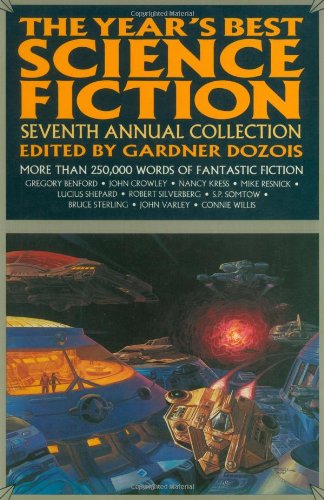 THE YEAR'S BEST
SCIENCE
FICTION
SEVENTH ANNUAL COLLECTION
EDITED BY GARDNER DOZOIS
MORE THAN 250,000 WORDS OF FANTASTIC FICTION
GREGORY BENFORD • JOHN CROWLEY • NANCY KRESS • MIKE RESNICK •
LUCIUS SHEPARD • ROBERT SILVERBERG • S.P. SOMTOW •
BRUCE STERLING • JOHN VARLEY • CONNIE WILLIS